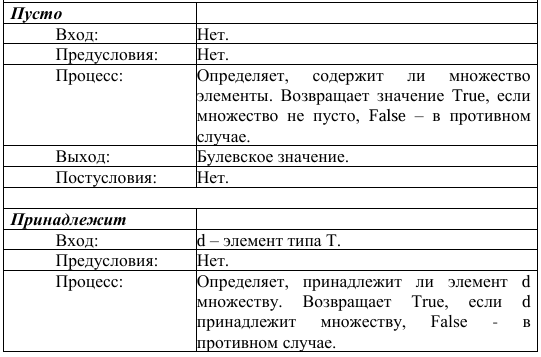 Пусто
Вход: Нет.
Предусловия: Нет.
Процесс: Определяет, содержит ли множество
элементы. Возвращает значение True, если
множество не пусто, False – в противном
случае.
Выход: Булевское значение.
Постусловия: Нет.
Принадлежит
Вход: d – элемент типа T.
Предусловия: Нет.
Процесс: Определяет, принадлежит ли элемент d
множеству. Возвращает True, если d
принадлежит множеству, False - в
противном случае.